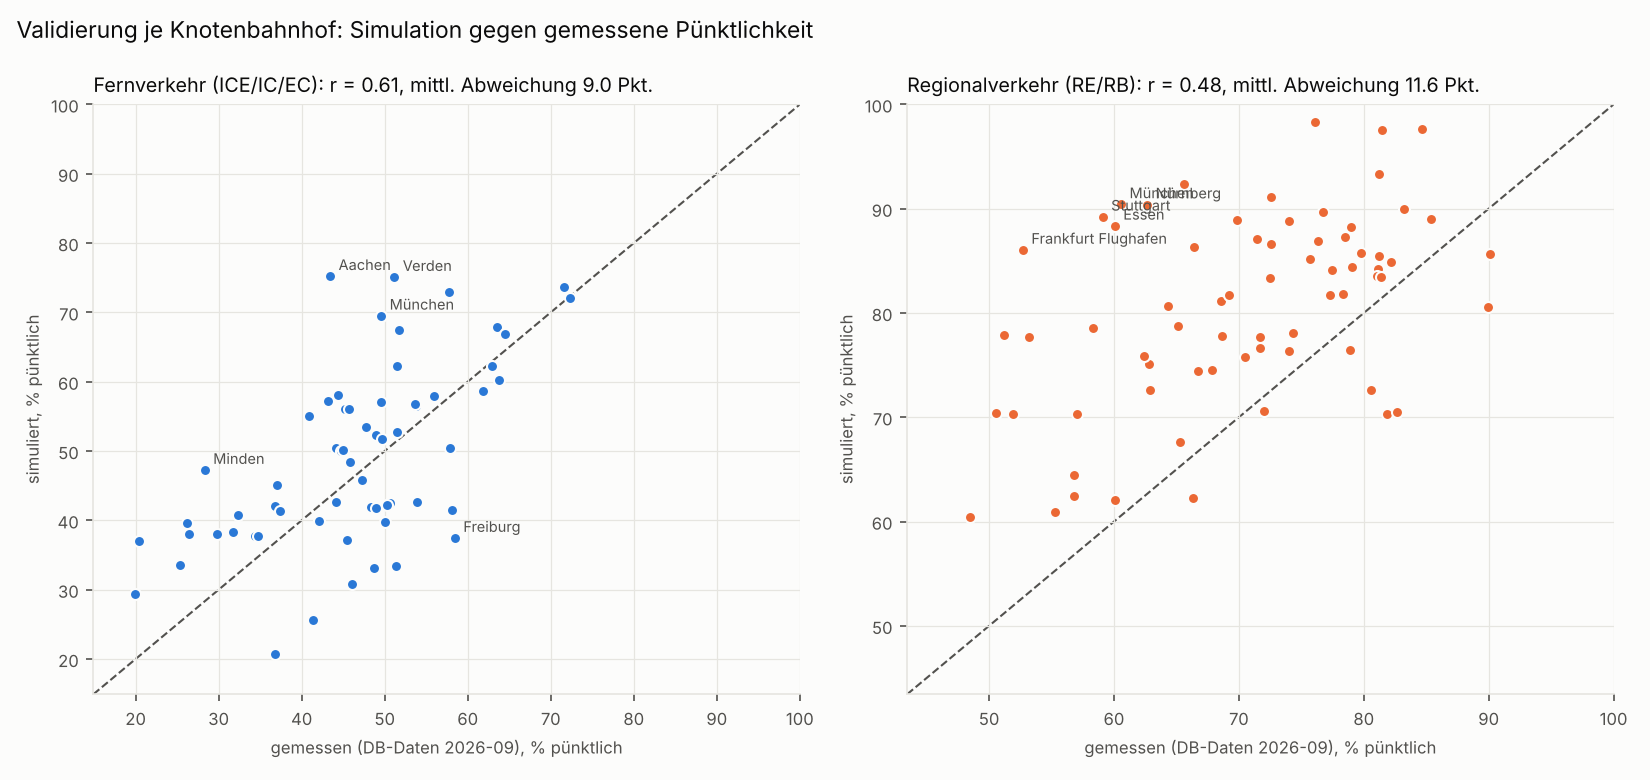 Validierung je Knotenbahnhof: Simulation gegen gemessene Pünktlichkeit
Fernverkehr (ICE/IC/EC): r = 0.61, mittl. Abweichung 9.0 Pkt.
100
90
80
70
60
50
40
30
20
simuliert, % pünktlich
Aachen
Verden
München
Minden
Freiburg
20
30
40
50
60
70
80
90
100
gemessen (DB-Daten 2026-09), % pünktlich
Regionalverkehr (RE/RB): r = 0.48, mittl. Abweichung 11.6 Pkt.
100
90
80
70
60
50
simuliert, % pünktlich
München
Nürnberg
Stuttgart
Essen
Frankfurt Flughafen
50
60
70
80
90
100
gemessen (DB-Daten 2026-09), % pünktlich